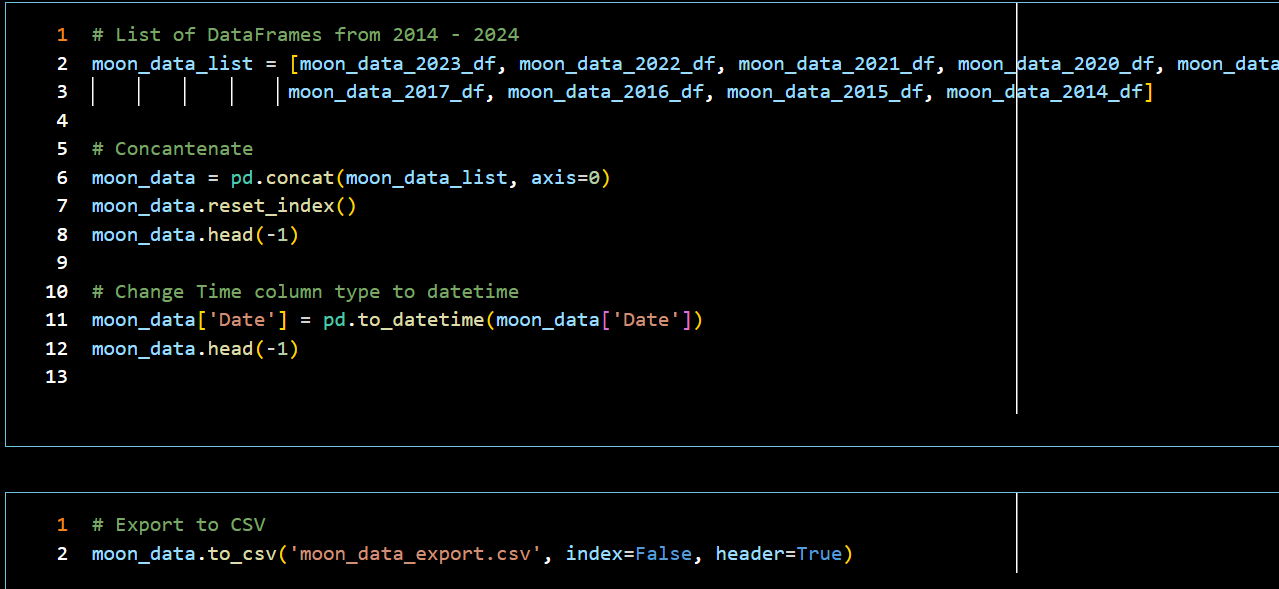 1 # List of DataFrames from 2014 - 2024
2 moon_data_list = [moon_data_2023_df, moon_data_2022_df, moon_data_2021_df, moon_data_2020_df, moon_data
3 moon_data_2017_df, moon_data_2016_df, moon_data_2015_df, moon_data_2014_df]
4
5 # Concantenate
6 moon_data = pd.concat(moon_data_list, axis=0)
7 moon_data.reset_index()
8 moon_data.head(-1)
9
10 # Change Time column type to datetime
11 moon_data['Date'] = pd.to_datetime(moon_data['Date'])
12 moon_data.head(-1)
13
1 # Export to CSV
2 moon_data.to_csv('moon_data_export.csv', index=False, header=True)